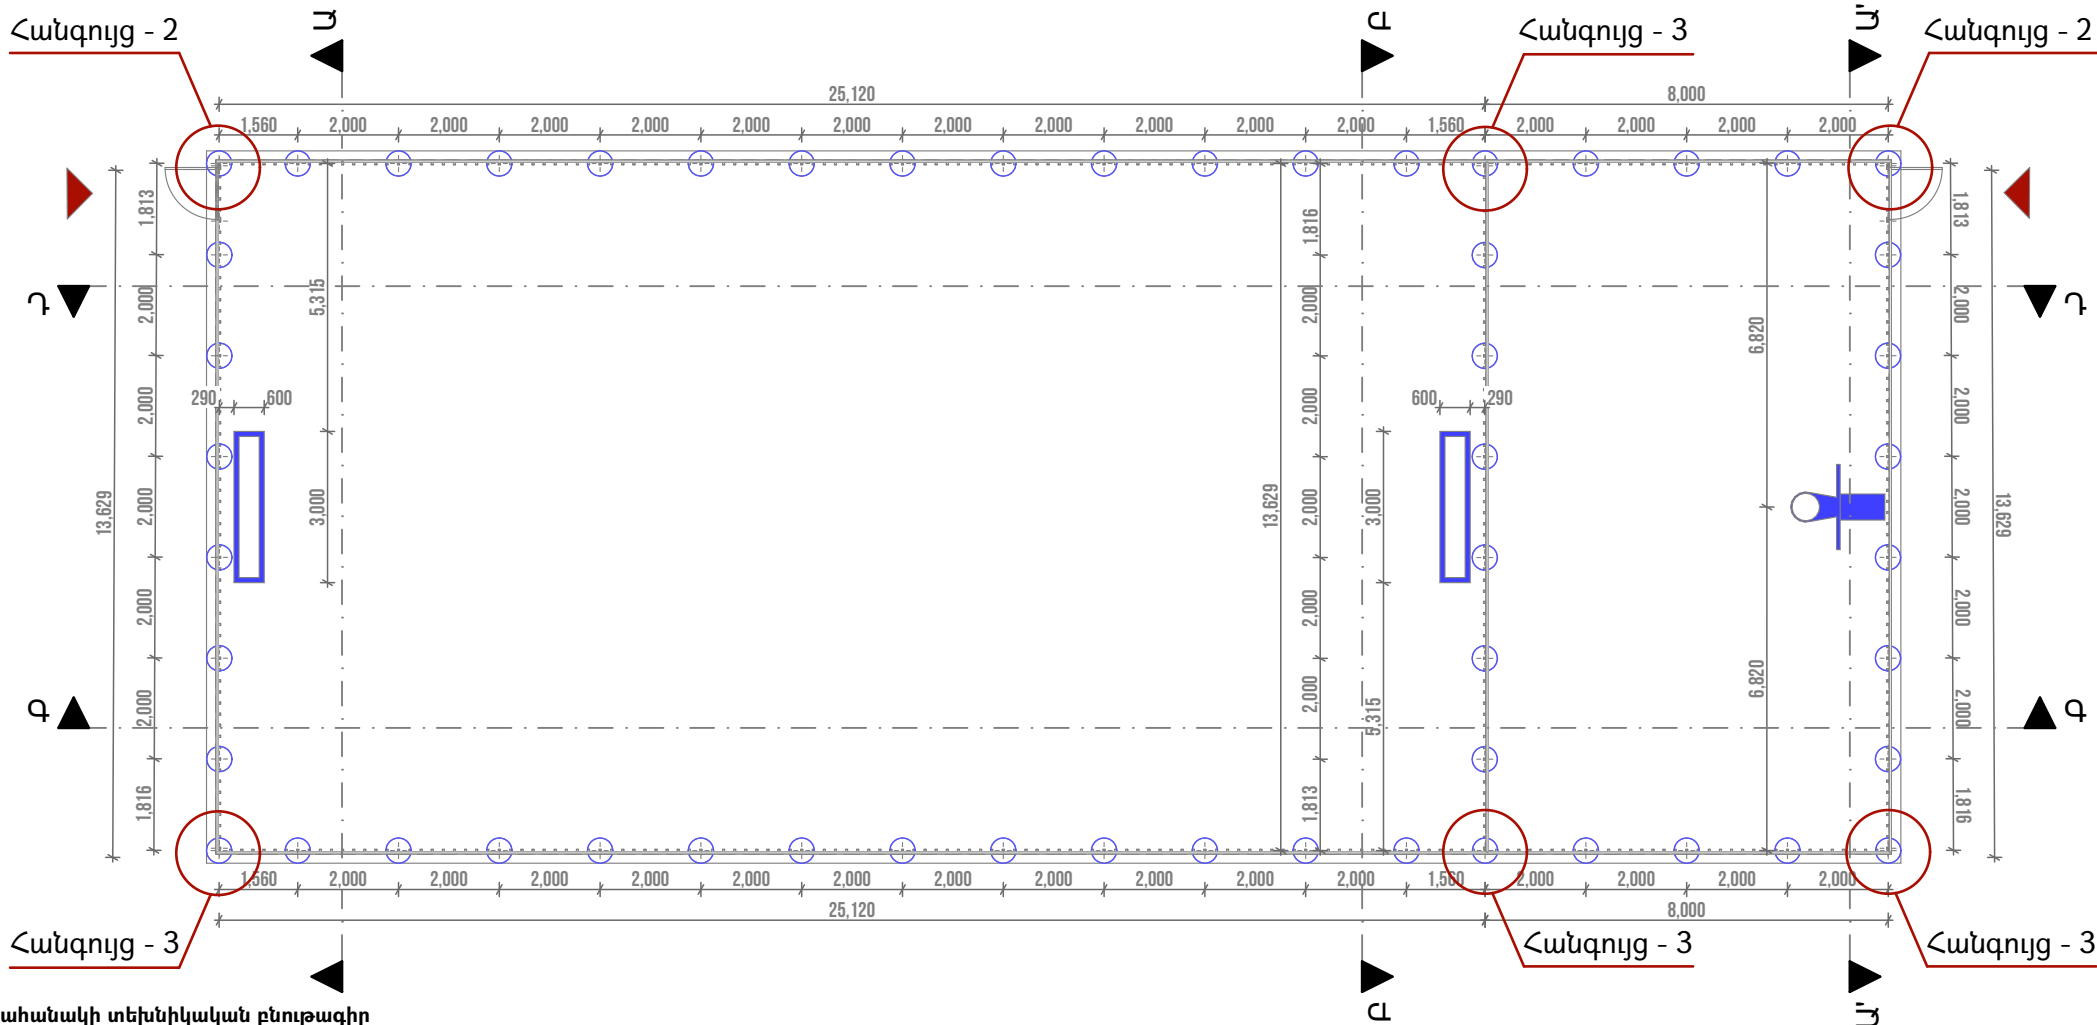 Ա Բ Ա'
Հանգույց - 2 Հանգույց - 3 Հանգույց - 2
25,120 8,000
1,560 2,000 2,000 2,000 2,000 2,000 2,000 2,000 2,000 2,000 2,000 2,000 1,560 2,000 2,000 2,000 2,000
1,813 1,816 1,813
Դ 2,000 5,315 2,000 2,000 Դ
6,820
290 600 600 290
2,000 2,000 2,000
13,629 2,000 3,000 13,629 2,000 3,000 2,000 13,629
2,000 2,000 2,000
6,820
Գ 2,000 2,000 5,315 2,000 Գ
1,816 1,813 1,816
1,560 2,000 2,000 2,000 2,000 2,000 2,000 2,000 2,000 2,000 2,000 2,000 1,560 2,000 2,000 2,000 2,000
25,120 8,000
Հանգույց - 3 Հանգույց - 3 Հանգույց - 3
Բ Ա'
ահանակի տեխնիկական բնութագիր